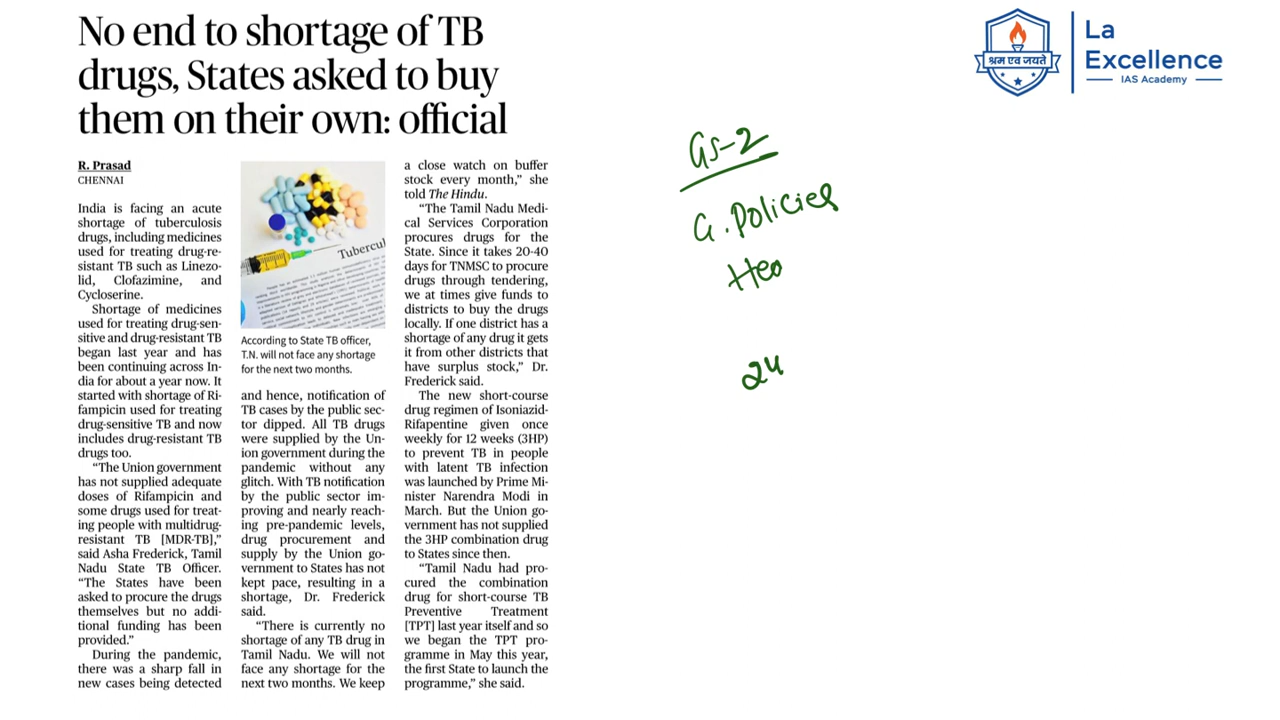 No end to shortage of TB
drugs, States asked to buy
them on their own: official
R. Prasad
CHENNAI
India is facing an acute
shortage of tuberculosis
drugs, including medicines
used for treating drug-re-
sistant TB such as Linezo-
lid, Clofazimine, and
Cycloserine.
Shortage of medicines
used for treating drug-sen-
sitive and drug-resistant TB
began last year and has
been continuing across In-
dia for about a year now. It
started with shortage of Ri-
fampicin used for treating
drug-sensitive TB and now
includes drug-resistant TB
drugs too.
“The Union government
has not supplied adequate
doses of Rifampicin and
some drugs used for treat-
ing people with multidrug-
resistant TB [MDR-TB],”
said Asha Frederick, Tamil
Nadu State TB Officer.
“The States have been
asked to procure the drugs
themselves but no addi-
tional funding has been
provided.”
During the pandemic,
there was a sharp fall in
new cases being detected
Tubercul
According to State TB officer,
T.N. will not face any shortage
for the next two months.
and hence, notification of
TB cases by the public sec-
tor dipped. All TB drugs
were supplied by the Un-
ion government during the
pandemic without any
glitch. With TB notification
by the public sector im-
proving and nearly reach-
ing pre-pandemic levels,
drug procurement and
supply by the Union go-
vernment to States has not
kept pace, resulting in a
shortage, Dr. Frederick
said.
“There is currently no
shortage of any TB drug in
Tamil Nadu. We will not
face any shortage for the
next two months. We keep
a close watch on buffer
stock every month,” she
told The Hindu.
“The Tamil Nadu Medi-
cal Services Corporation
procures drugs for the
State. Since it takes 20-40
days for TNMSC to procure
drugs through tendering,
we at times give funds to
districts to buy the drugs
locally. If one district has a
shortage of any drug it gets
it from other districts that
have surplus stock,” Dr.
Frederick said.
The new short-course
drug regimen of Isoniazid-
Rifapentine given once
weekly for 12 weeks (3HP)
to prevent TB in people
with latent TB infection
was launched by Prime Mi-
nister Narendra Modi in
March. But the Union go-
vernment has not supplied
the 3HP combination drug
to States since then.
“Tamil Nadu had pro-
cured the combination
drug for short-course TB
Preventive Treatment
[TPT] last year itself and so
we began the TPT pro-
gramme in May this year,
the first State to launch the
programme,” she said.
GS-2
G. Policies
Hea
24
श्रम एव जयते
La
Excellence
IAS Academy